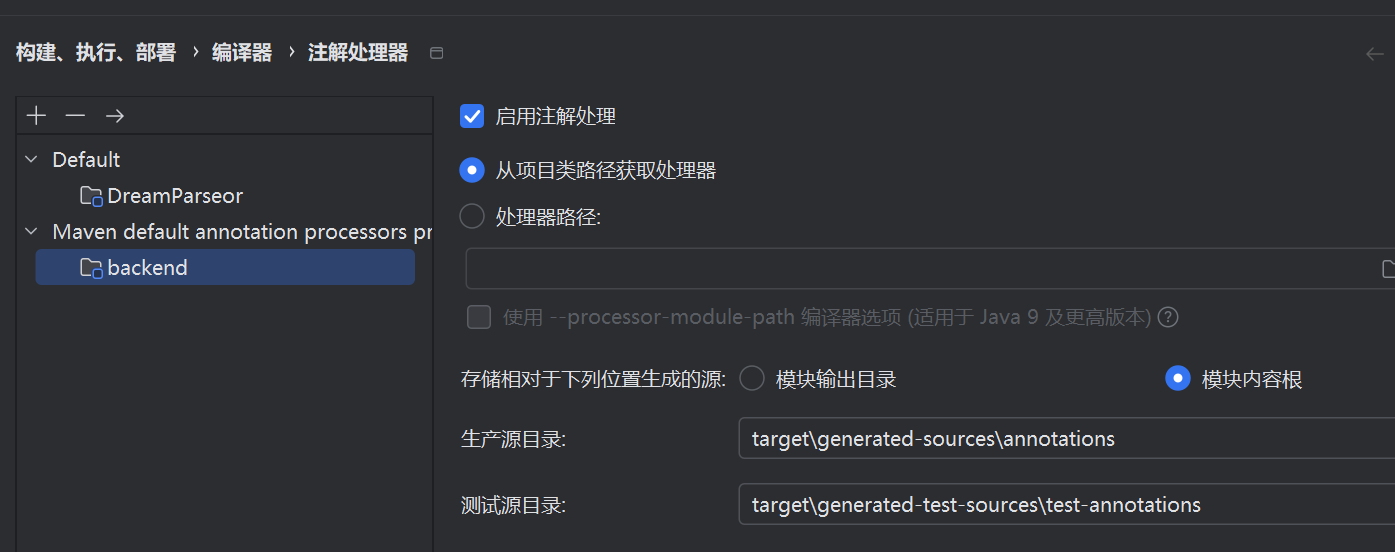 构建、执行、部署 › 编译器 › 注解处理器
Default
DreamParseor
Maven default annotation processors pr
backend
启用注解处理
从项目类路径获取处理器
处理器路径:
使用 --processor-module-path 编译器选项 (适用于 Java 9 及更高版本)
存储相对于下列位置生成的源: 模块输出目录 模块内容根
生产源目录: target\generated-sources\annotations
测试源目录: target\generated-test-sources\test-annotations